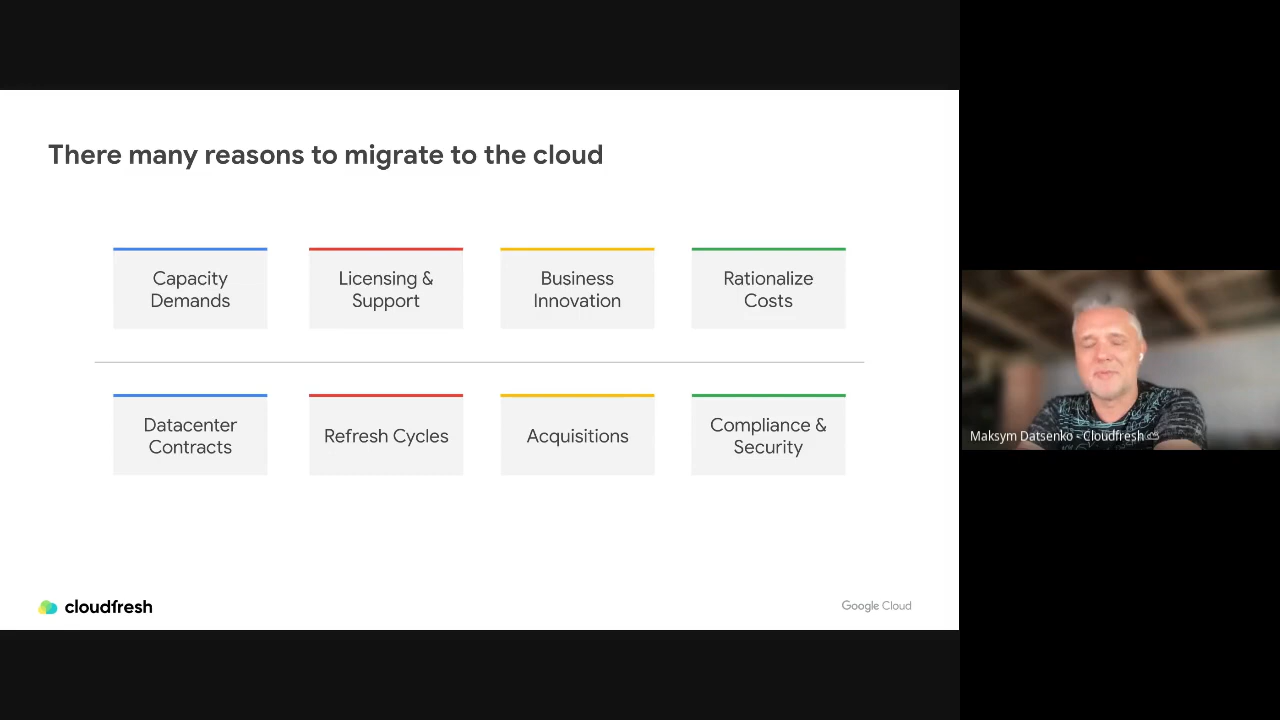 There many reasons to migrate to the cloud
Capacity
Demands
Licensing &
Support
Business
Innovation
Rationalize
Costs
Datacenter
Contracts
Refresh Cycles
Acquisitions
Compliance &
Security
cloudfresh
Google Cloud
Maksym Datsenko - Cloudfresh